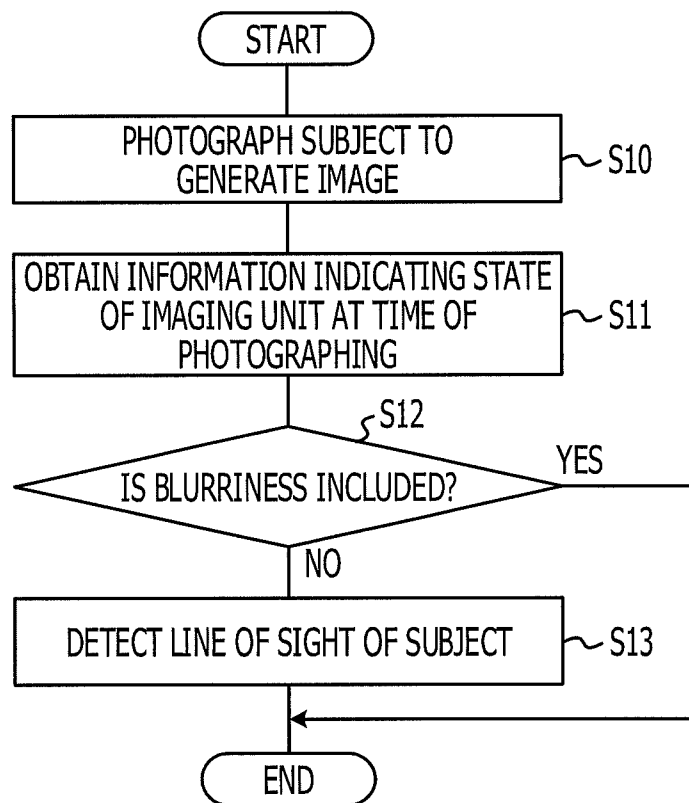 START
PHOTOGRAPH SUBJECT TO
GENERATE IMAGE
S10
OBTAIN INFORMATION INDICATING STATE
OF IMAGING UNIT AT TIME OF
PHOTOGRAPHING
S11
S12
IS BLURRINESS INCLUDED?
YES
NO
DETECT LINE OF SIGHT OF SUBJECT
S13
END